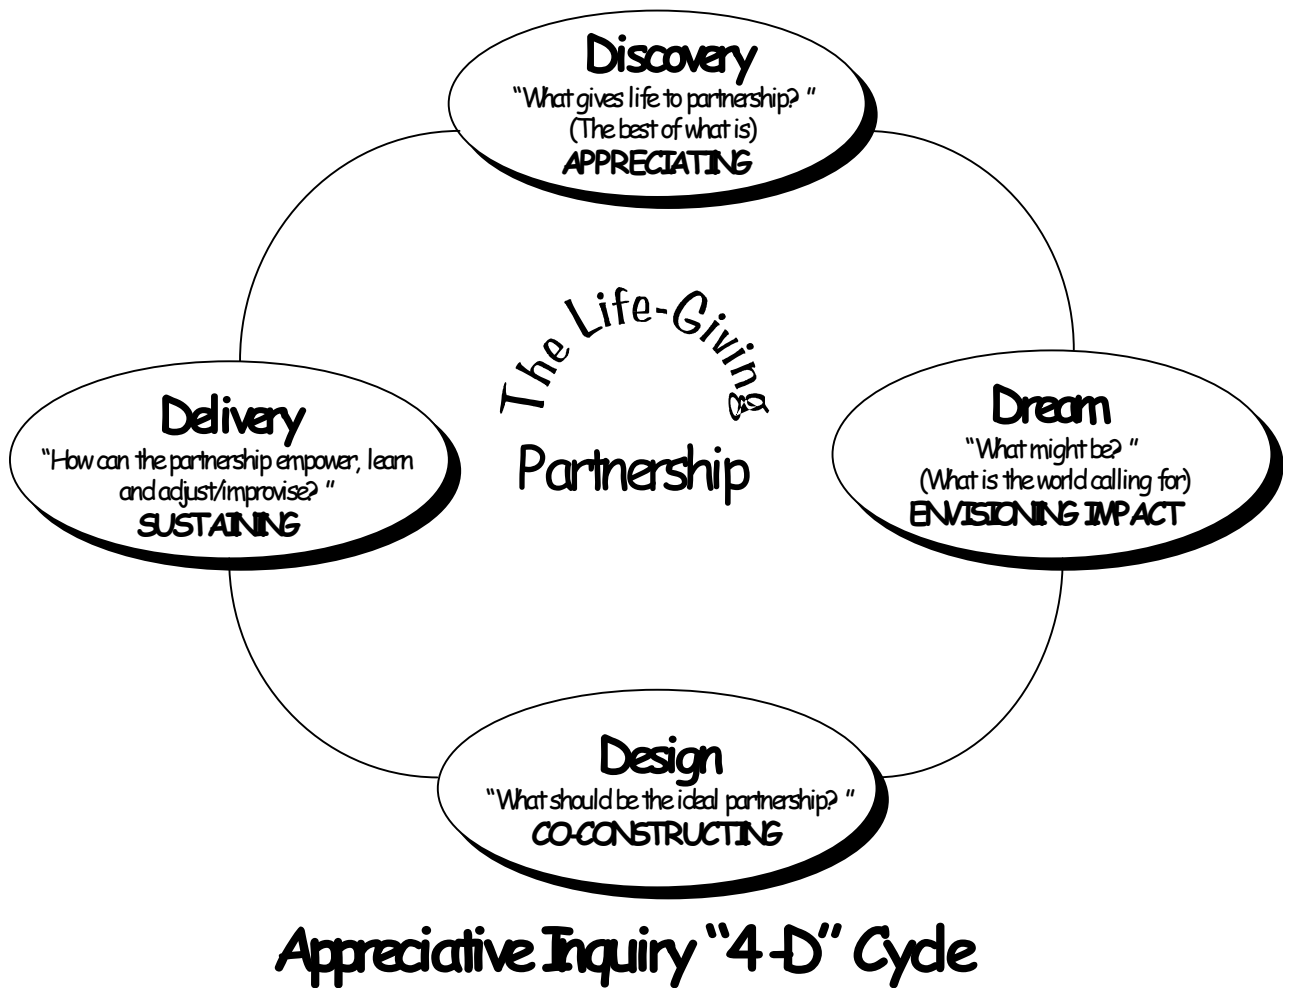 Discovery
“What gives life to partnership? ”
(The best of what is)
APPRECIATING
The Life-Giving
Partnership
Delivery
“How can the partnership empower, learn
and adjust/improvise? ”
SUSTAINING
Dream
“What might be? ”
(What is the world calling for)
ENVISIONING IMPACT
Design
“What should be the ideal partnership? ”
CO-CONSTRUCTING
Appreciative Inquiry “4-D” Cycle